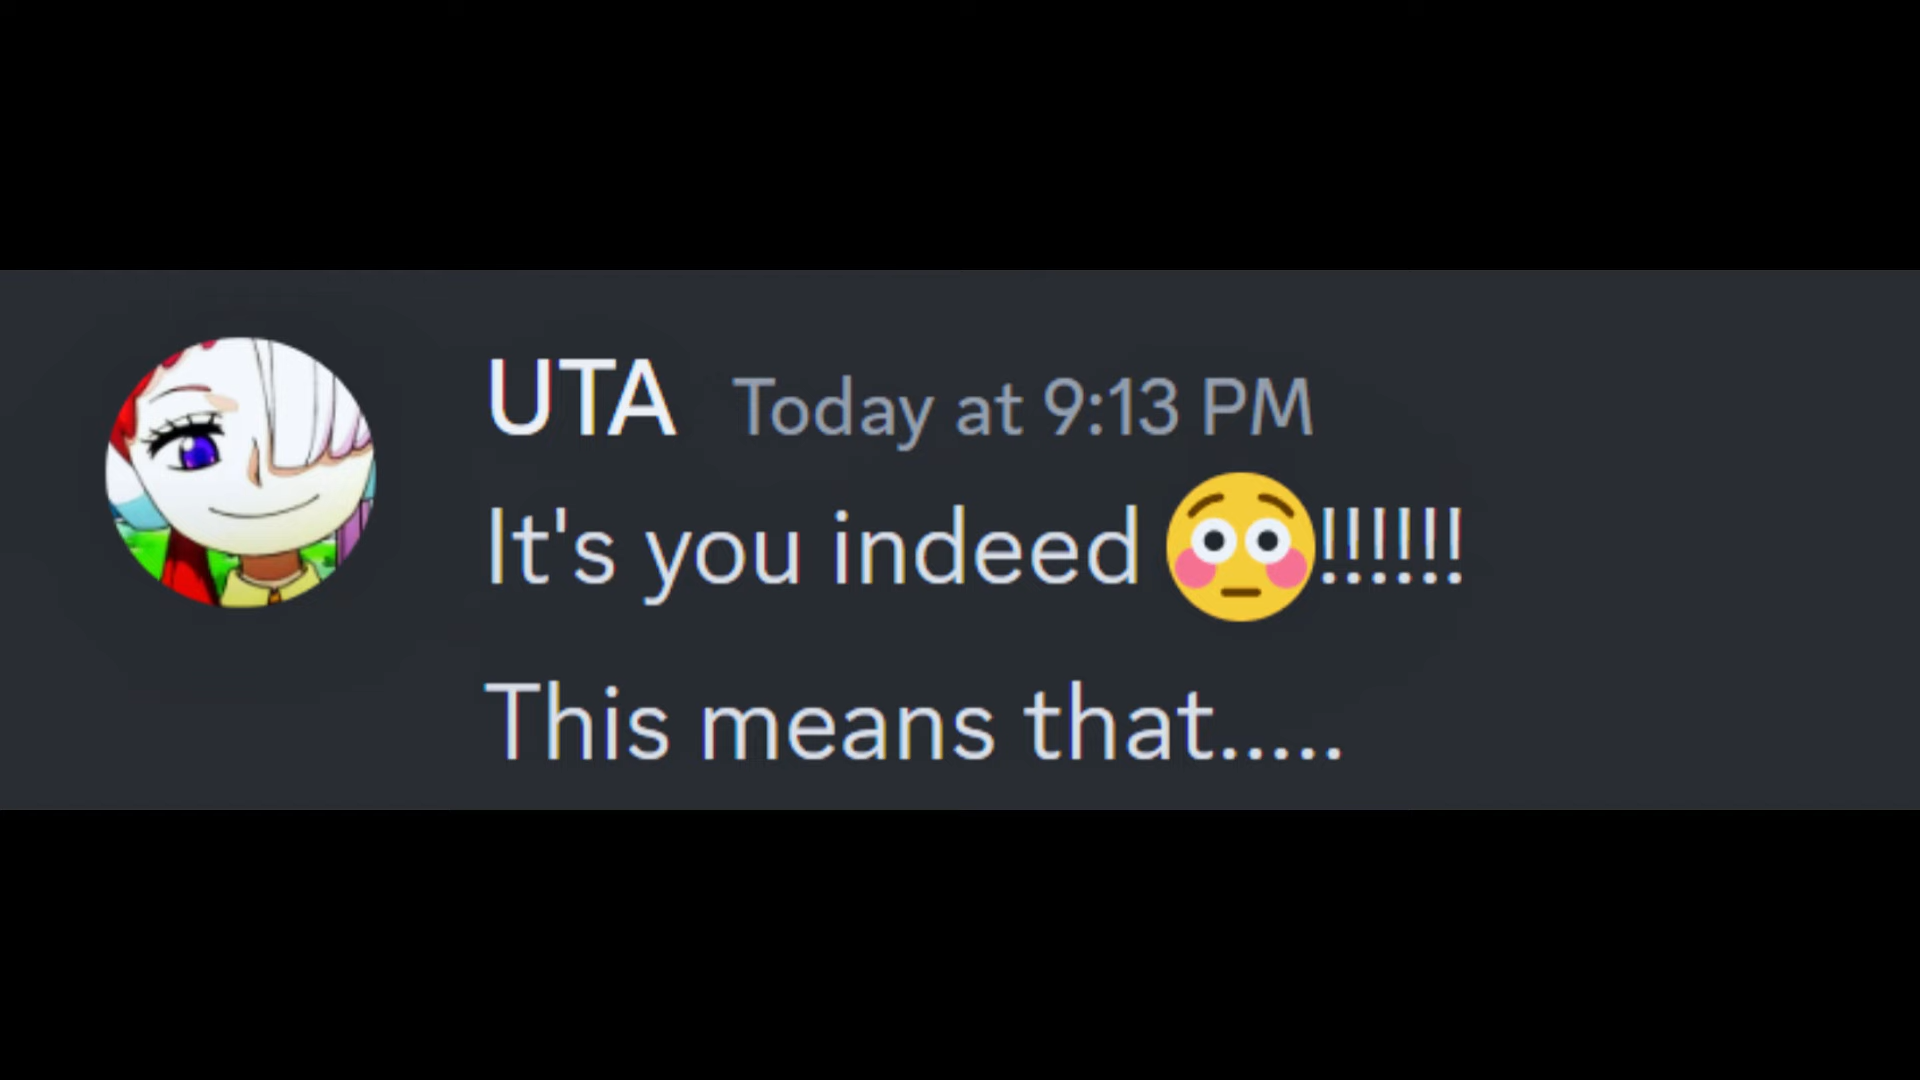 UTA Today at 9:13 PM
It's you indeed 😳!!!!!!
This means that.....